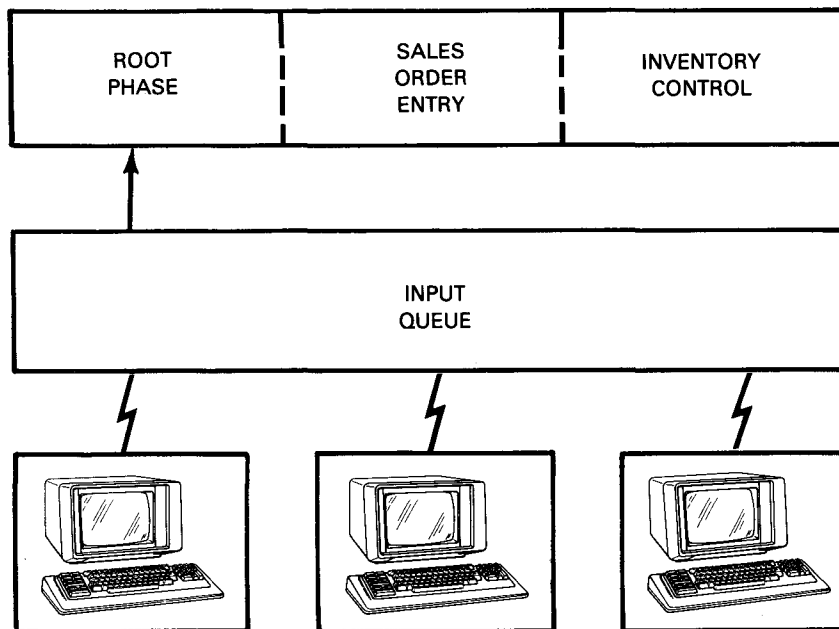 ROOT
PHASE
SALES
ORDER
ENTRY
INVENTORY
CONTROL
INPUT
QUEUE